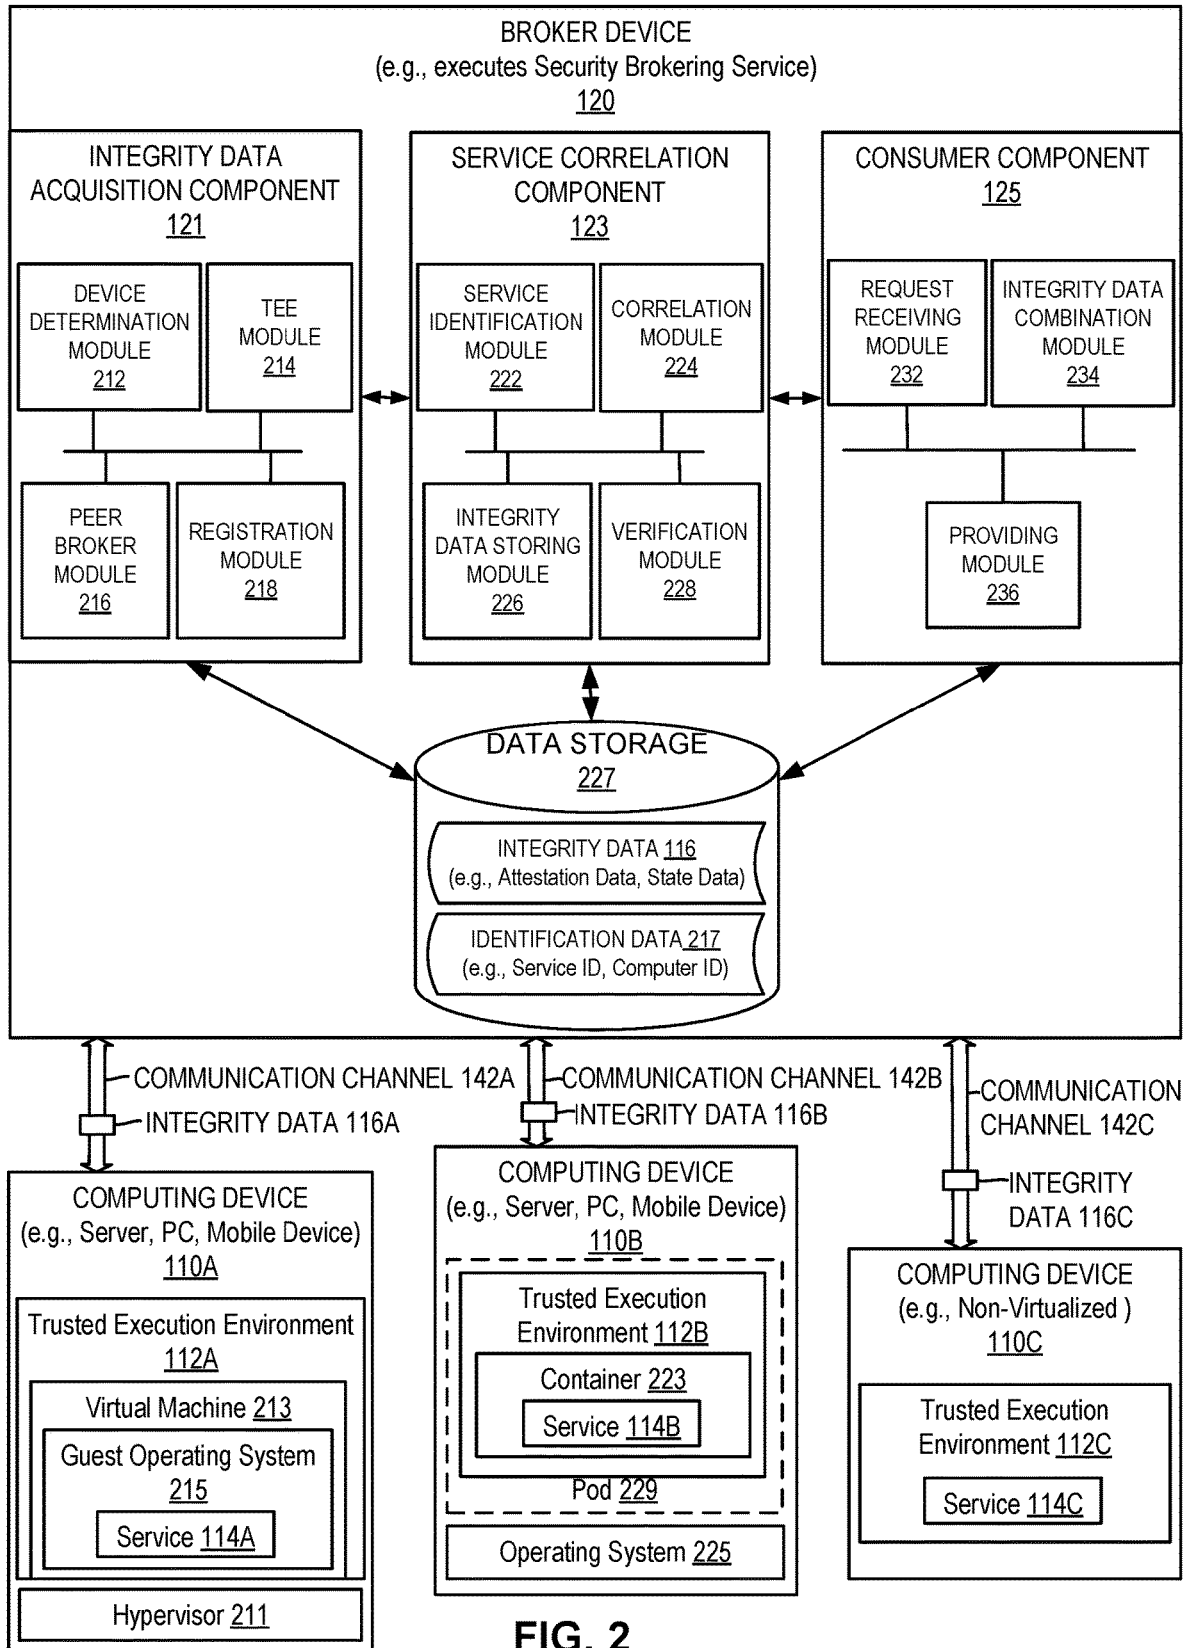 BROKER DEVICE
(e.g., executes Security Brokering Service)
120
INTEGRITY DATA
ACQUISITION COMPONENT
121
DEVICE
DETERMINATION
MODULE
212
TEE
MODULE
214
PEER
BROKER
MODULE
216
REGISTRATION
MODULE
218
SERVICE CORRELATION
COMPONENT
123
SERVICE
IDENTIFICATION
MODULE
222
CORRELATION
MODULE
224
INTEGRITY
DATA STORING
MODULE
226
VERIFICATION
MODULE
228
CONSUMER COMPONENT
125
REQUEST
RECEIVING
MODULE
232
INTEGRITY DATA
COMBINATION
MODULE
234
PROVIDING
MODULE
236
DATA STORAGE
227
INTEGRITY DATA 116
(e.g., Attestation Data, State Data)
IDENTIFICATION DATA 217
(e.g., Service ID, Computer ID)
COMMUNICATION CHANNEL 142A
INTEGRITY DATA 116A
COMMUNICATION CHANNEL 142B
INTEGRITY DATA 116B
COMMUNICATION
CHANNEL 142C
INTEGRITY
DATA 116C
COMPUTING DEVICE
(e.g., Server, PC, Mobile Device)
110A
Trusted Execution Environment
112A
Virtual Machine 213
Guest Operating System
215
Service 114A
Hypervisor 211
COMPUTING DEVICE
(e.g., Server, PC, Mobile Device)
110B
Trusted Execution
Environment 112B
Container 223
Service 114B
Pod 229
Operating System 225
COMPUTING DEVICE
(e.g., Non-Virtualized )
110C
Trusted Execution
Environment 112C
Service 114C
FIG. 2